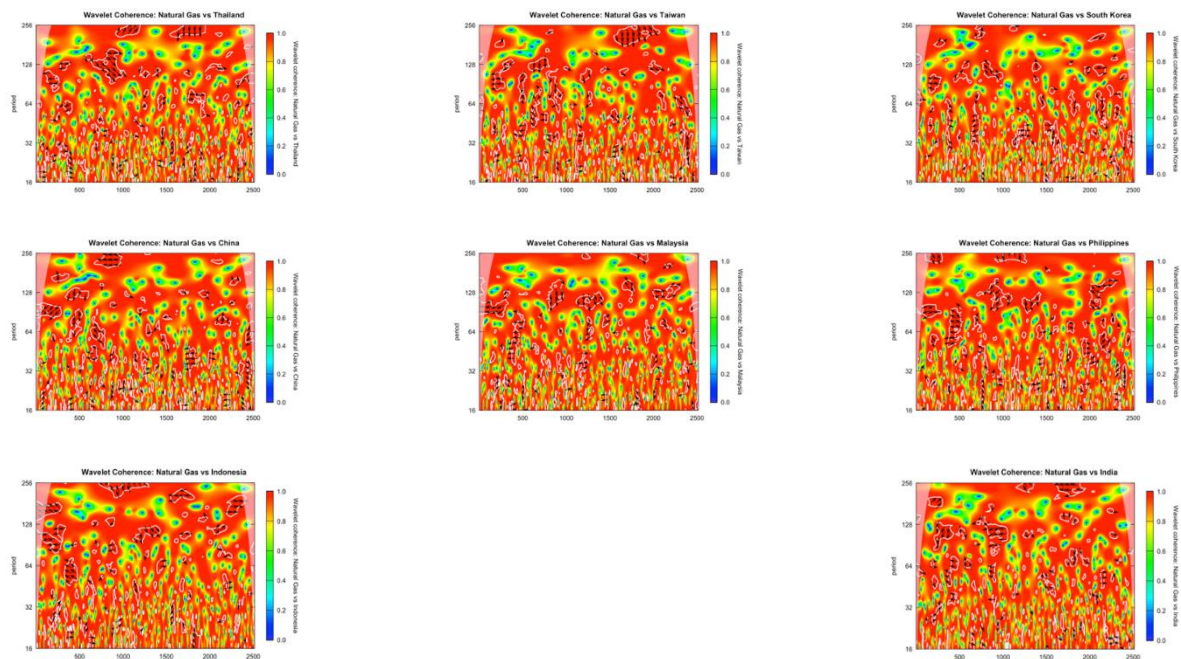 Wavelet Coherence: Natural Gas vs Thailand
256
128
64
32
16
period
500 1000 1500 2000 2500
1.0
0.8
0.6
0.4
0.2
0.0
Wavelet coherence: Natural Gas vs Thailand
Wavelet Coherence: Natural Gas vs Taiwan
256
128
64
32
16
period
500 1000 1500 2000 2500
1.0
0.8
0.6
0.4
0.2
0.0
Wavelet coherence: Natural Gas vs Taiwan
Wavelet Coherence: Natural Gas vs South Korea
256
128
64
32
16
period
500 1000 1500 2000 2500
1.0
0.8
0.6
0.4
0.2
0.0
Wavelet coherence: Natural Gas vs South Korea
Wavelet Coherence: Natural Gas vs China
256
128
64
32
16
period
500 1000 1500 2000 2500
1.0
0.8
0.6
0.4
0.2
0.0
Wavelet coherence: Natural Gas vs China
Wavelet Coherence: Natural Gas vs Malaysia
256
128
64
32
16
period
500 1000 1500 2000 2500
1.0
0.8
0.6
0.4
0.2
0.0
Wavelet coherence: Natural Gas vs Malaysia
Wavelet Coherence: Natural Gas vs Philippines
256
128
64
32
16
period
500 1000 1500 2000 2500
1.0
0.8
0.6
0.4
0.2
0.0
Wavelet coherence: Natural Gas vs Philippines
Wavelet Coherence: Natural Gas vs Indonesia
256
128
64
32
16
period
500 1000 1500 2000 2500
1.0
0.8
0.6
0.4
0.2
0.0
Wavelet coherence: Natural Gas vs Indonesia
Wavelet Coherence: Natural Gas vs India
256
128
64
32
16
period
500 1000 1500 2000 2500
1.0
0.8
0.6
0.4
0.2
0.0
Wavelet coherence: Natural Gas vs India